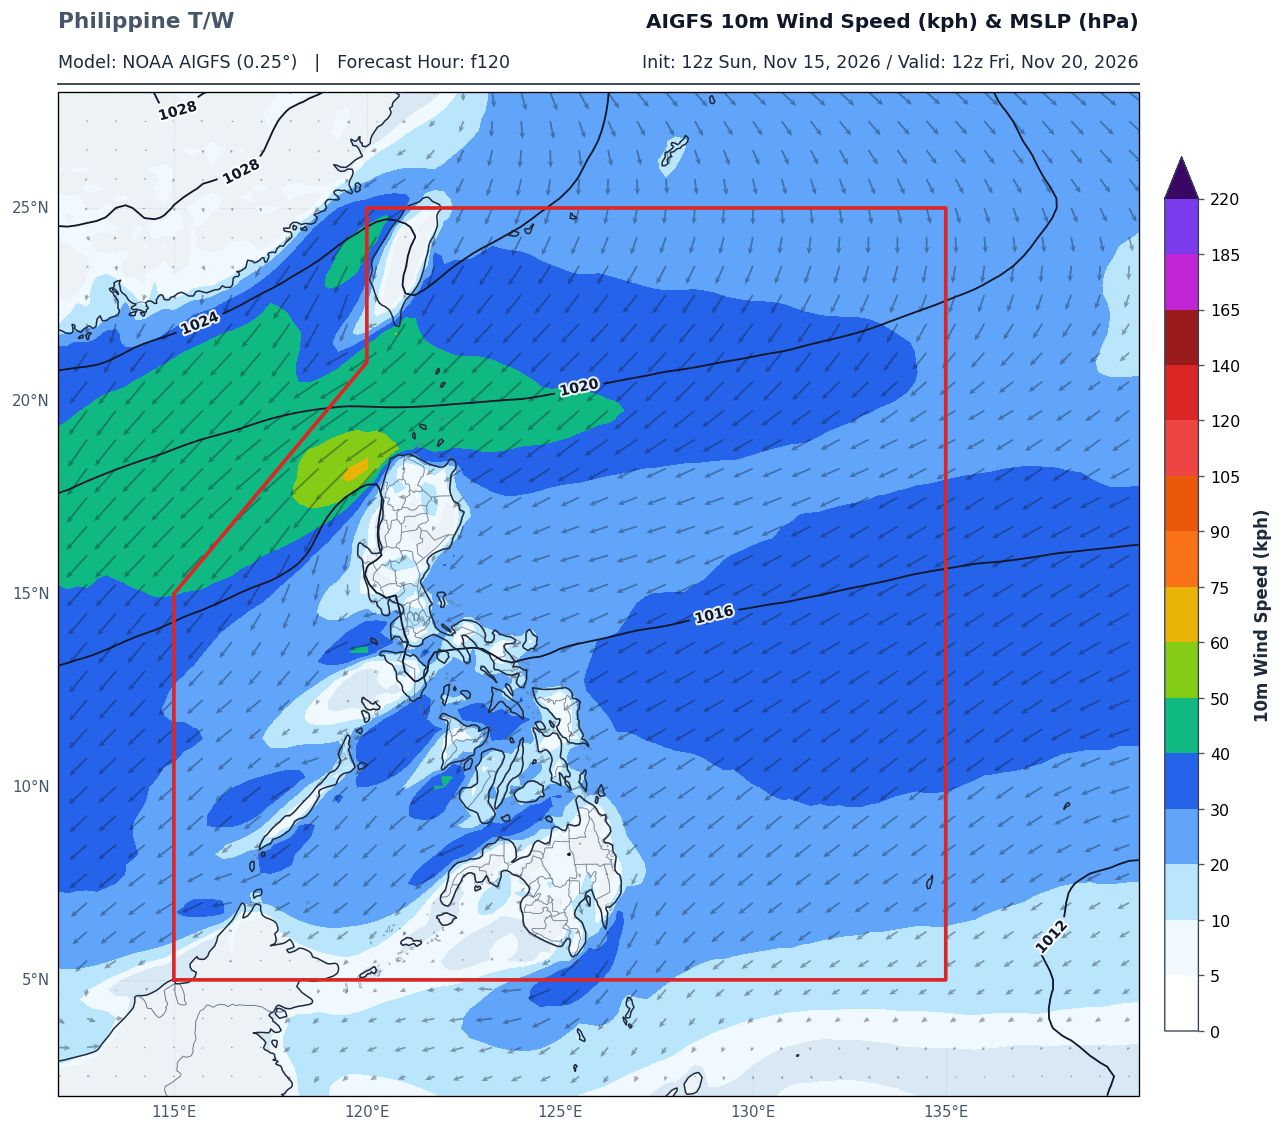 Philippine T/W
AIGFS 10m Wind Speed (kph) & MSLP (hPa)
Model: NOAA AIGFS (0.25°) | Forecast Hour: f120
Init: 12z Sun, Nov 15, 2026 / Valid: 12z Fri, Nov 20, 2026
1028
1028
1024
1020
1016
1012
25°N
20°N
15°N
10°N
5°N
115°E
120°E
125°E
130°E
135°E
220
185
165
140
120
105
90
75
60
50
40
30
20
10
5
0
10m Wind Speed (kph)